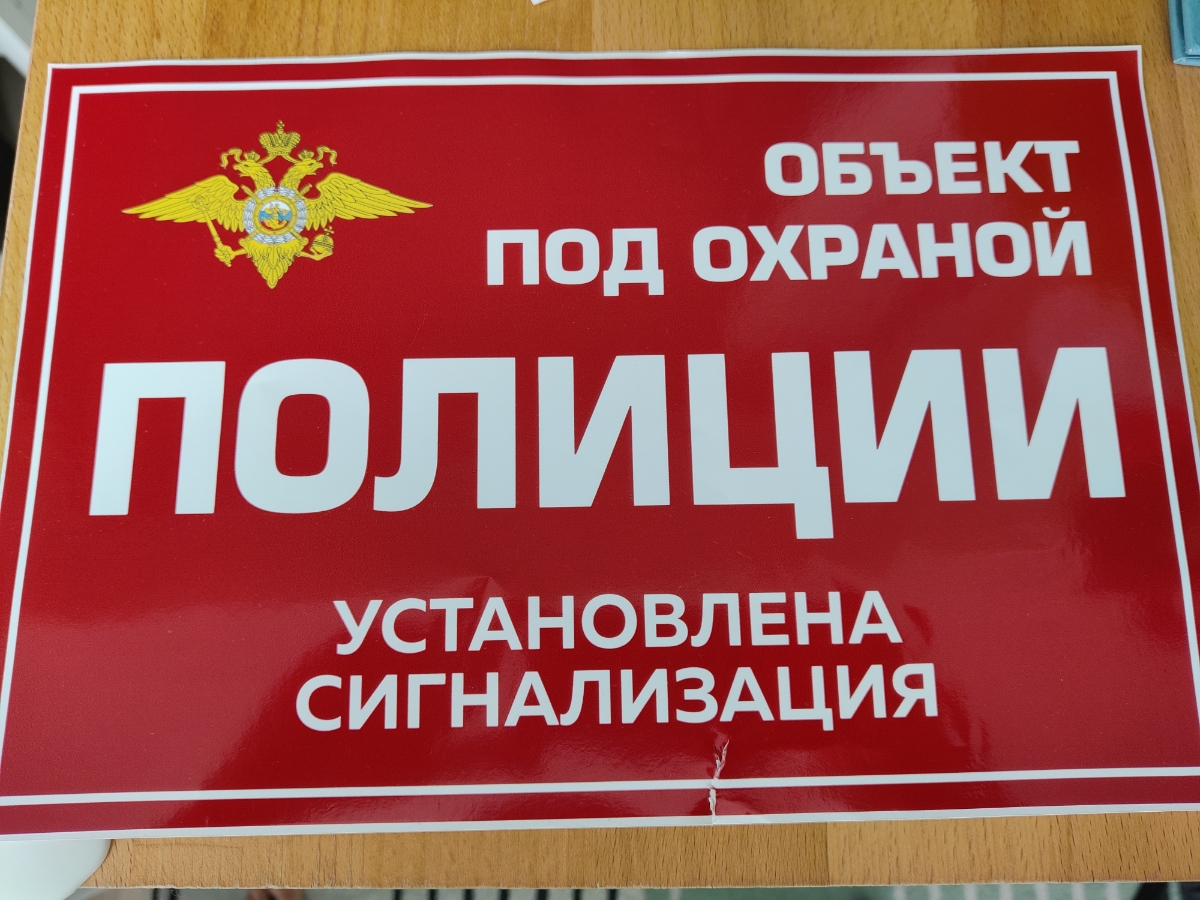 ОБЪЕКТ
ПОД ОХРАНОЙ
ПОЛИЦИИ
УСТАНОВЛЕНА
СИГНАЛИЗАЦИЯ